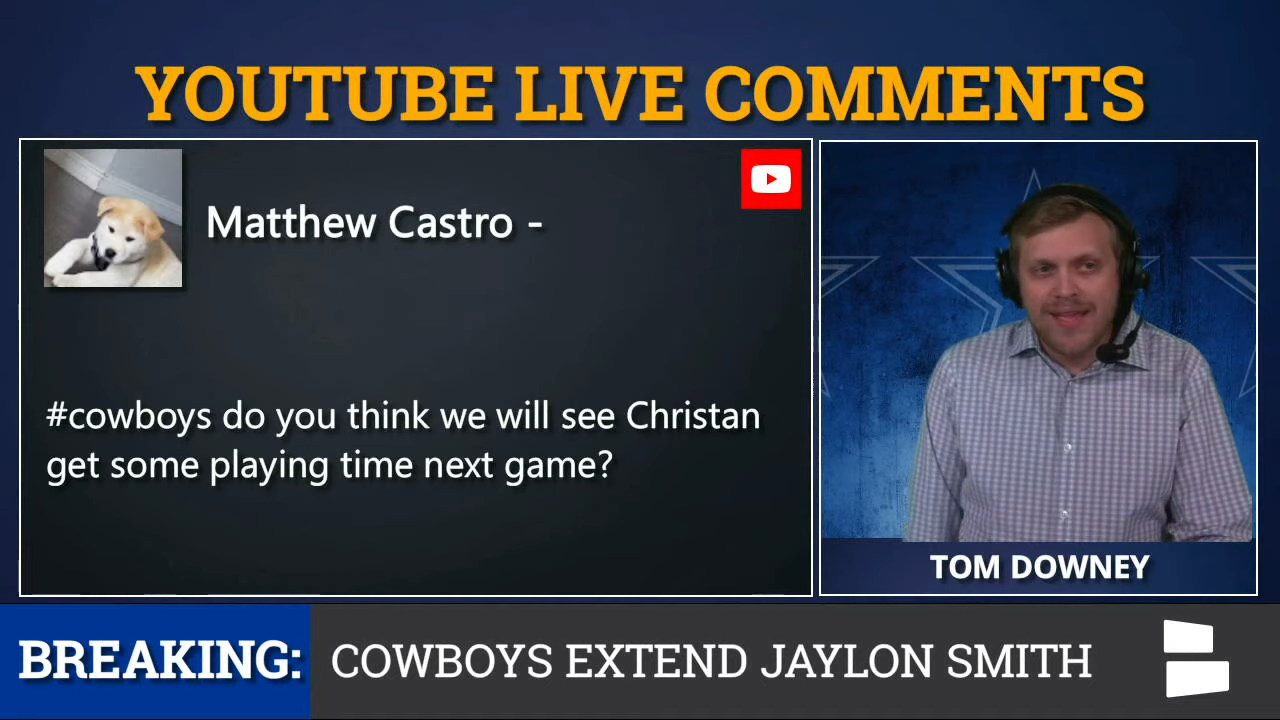 YOUTUBE LIVE COMMENTS
Matthew Castro -
#cowboys do you think we will see Christan
get some playing time next game?
TOM DOWNEY
BREAKING: COWBOYS EXTEND JAYLON SMITH